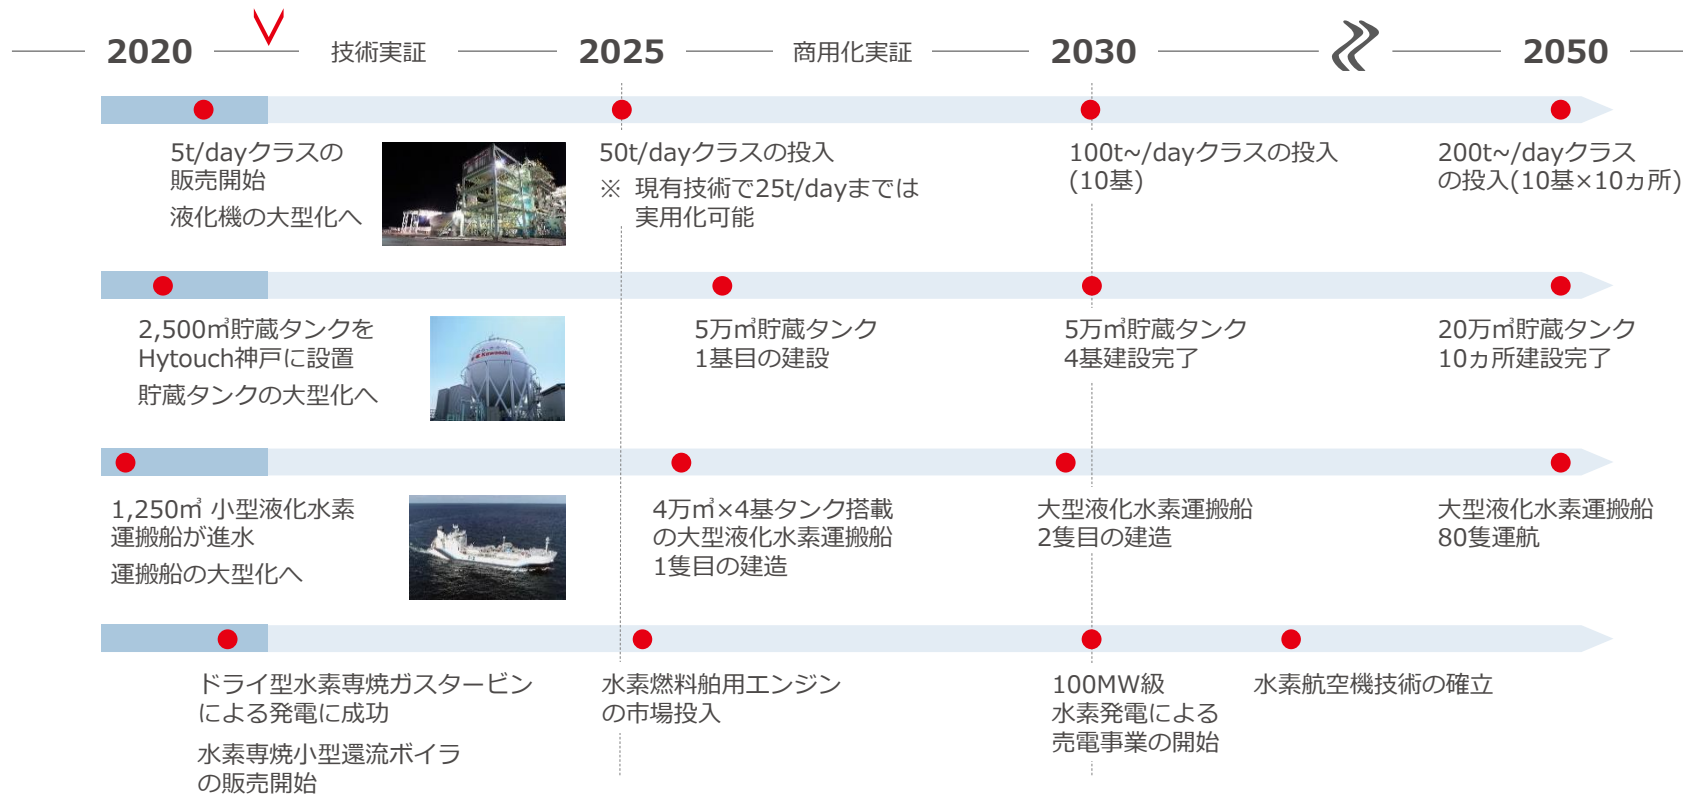 2020
技術実証
2025
商用化実証
2030
2050
5t/dayクラスの
販売開始
液化機の大型化へ
50t/dayクラスの投入
※ 現有技術で25t/dayまでは
実用化可能
100t~/dayクラスの投入
(10基)
200t~/dayクラス
の投入(10基×10ヵ所)
2,500㎥貯蔵タンクを
Hytouch神戸に設置
貯蔵タンクの大型化へ
Kawasaki
5万㎥貯蔵タンク
1基目の建設
5万㎥貯蔵タンク
4基建設完了
20万㎥貯蔵タンク
10ヵ所建設完了
1,250㎥ 小型液化水素
運搬船が進水
運搬船の大型化へ
4万㎥×4基タンク搭載
の大型液化水素運搬船
1隻目の建造
大型液化水素運搬船
2隻目の建造
大型液化水素運搬船
80隻運航
ドライ型水素専焼ガスタービン
による発電に成功
水素専焼小型還流ボイラ
の販売開始
水素燃料舶用エンジン
の市場投入
100MW級
水素発電による
売電事業の開始
水素航空機技術の確立